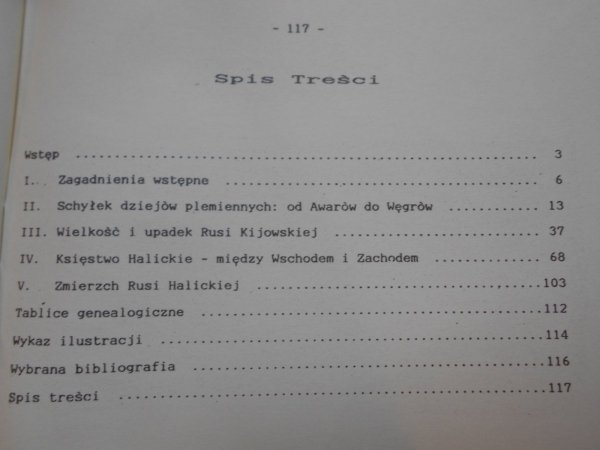 - 117 -
Spis Treści
Wstęp ........................................................ 3
I. Zagadnienia wstępne ........................................ 6
II. Schyłek dziejów plemiennych: od Awarów do Węgrów ............ 13
III. Wielkość i upadek Rusi Kijowskiej ......................... 37
IV. Księstwo Halickie - między Wschodem i Zachodem ............. 68
V. Zmierzch Rusi Halickiej .................................... 103
Tablice genealogiczne ......................................... 112
Wykaz ilustracji .............................................. 114
Wybrana bibliografia .......................................... 116
Spis treści ................................................... 117